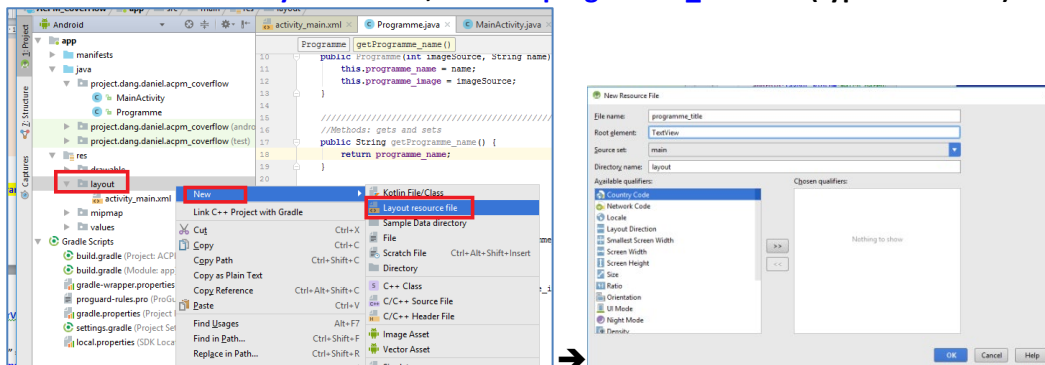 Android
activity_main.xml
Programme.java
MainActivity.java
1: Project
Z: Structure
Captures
app
manifests
java
project.dang.daniel.acpm_coverflow
MainActivity
Programme
project.dang.daniel.acpm_coverflow (andro
project.dang.daniel.acpm_coverflow (test)
res
drawable
layout
activity_main.xml
mipmap
values
Gradle Scripts
build.gradle (Project: ACP
build.gradle (Module: app
gradle-wrapper.properties
proguard-rules.pro (ProGu
gradle.properties (Project
settings.gradle (Project Set
local.properties (SDK Loca
Programme
getProgramme_name()
10 public Programme(int imageSource, String name)
11 this.programme_name = name;
12 this.programme_image = imageSource;
13 }
14
15 ////////////////////////////////////////
16 //Methods: gets and sets
17 public String getProgramme_name() {
18 return programme_name;
19 }
20
New
Link C++ Project with Gradle
Cut Ctrl+X
Copy Ctrl+C
Copy Path Ctrl+Shift+C
Copy as Plain Text
Copy Reference Ctrl+Alt+Shift+C
Paste Ctrl+V
Find Usages Alt+F7
Find in Path... Ctrl+Shift+F
Replace in Path... Ctrl+Shift+R
Kotlin File/Class
Layout resource file
Sample Data directory
File
Scratch File Ctrl+Alt+Shift+Insert
Directory
C++ Class
C/C++ Source File
C/C++ Header File
Image Asset
Vector Asset
➔
New Resource File
File name: programme_title
Root element: TextView
Source set: main
Directory name: layout
Available qualifiers:
Chosen qualifiers:
Country Code
Network Code
Locale
Layout Direction
Smallest Screen Width
Screen Width
Screen Height
Size
Ratio
Orientation
UI Mode
Night Mode
Density
>>
<<
Nothing to show
OK
Cancel
Help